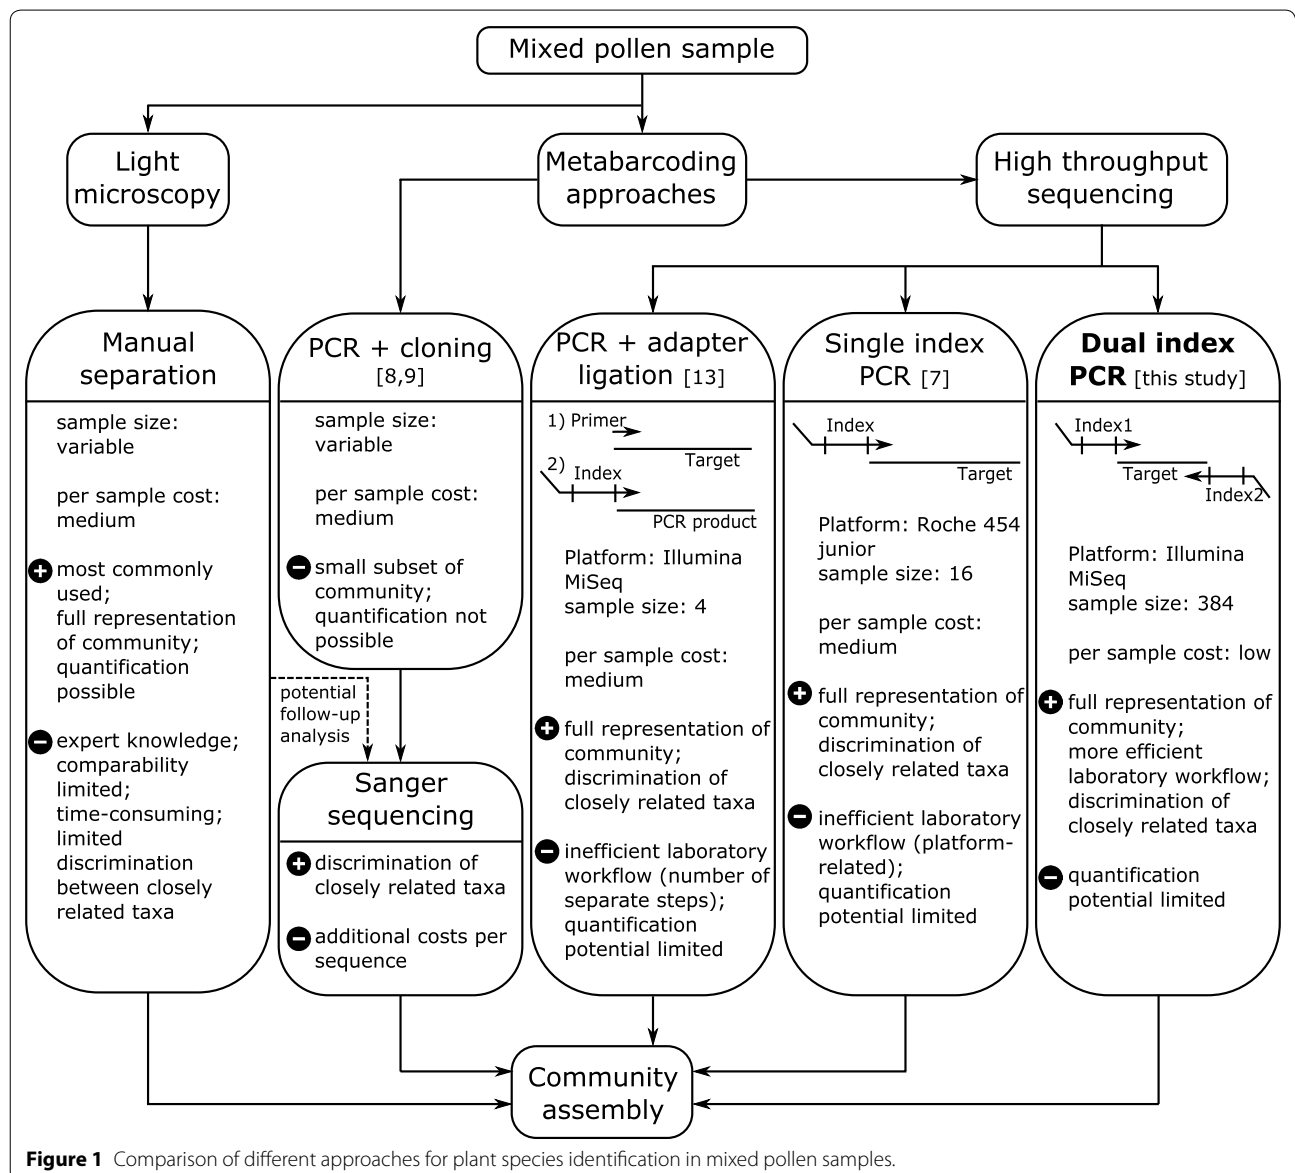 Mixed pollen sample
Light
microscopy
Metabarcoding
approaches
High throughput
sequencing
Manual
separation
sample size:
variable
per sample cost:
medium
+ most commonly
used;
full representation
of community;
quantification
possible
− expert knowledge;
comparability
limited;
time-consuming;
limited
discrimination
between closely
related taxa
PCR + cloning
[8,9]
sample size:
variable
per sample cost:
medium
− small subset of
community;
quantification not
possible
potential
follow-up
analysis
Sanger
sequencing
+ discrimination of
closely related taxa
− additional costs per
sequence
PCR + adapter
ligation [13]
1) Primer
Target
2) Index
PCR product
Platform: Illumina
MiSeq
sample size: 4
per sample cost:
medium
+ full representation of
community;
discrimination of
closely related taxa
− inefficient laboratory
workflow (number of
separate steps);
quantification
potential limited
Single index
PCR [7]
Index
Target
Platform: Roche 454
junior
sample size: 16
per sample cost:
medium
+ full representation of
community;
discrimination of
closely related taxa
− inefficient laboratory
workflow (platform-
related);
quantification
potential limited
Dual index
PCR [this study]
Index1
Target
Index2
Platform: Illumina
MiSeq
sample size: 384
per sample cost: low
+ full representation of
community;
more efficient
laboratory workflow;
discrimination of
closely related taxa
− quantification
potential limited
Community
assembly
Figure 1 Comparison of different approaches for plant species identification in mixed pollen samples.